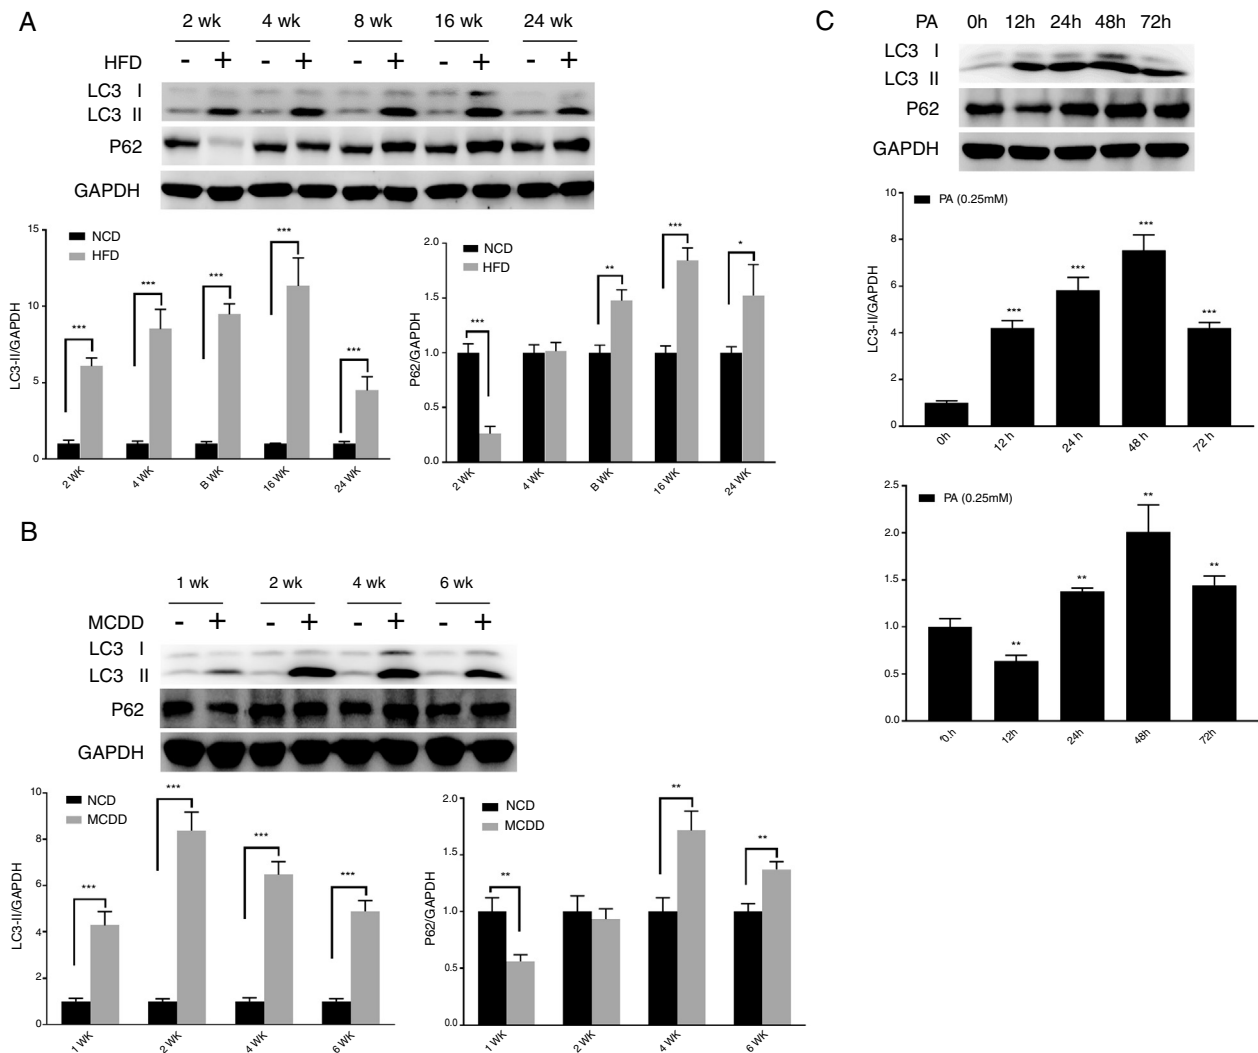 A
2 wk 4 wk 8 wk 16 wk 24 wk
HFD - + - + - + - + - +
LC3 I
LC3 II
P62
GAPDH
15
10
5
0
LC3-II/GAPDH
NCD
HFD
*** *** *** *** ***
2 WK 4 WK B WK 16 WK 24 WK
2.0
1.5
1.0
0.5
0.0
P62/GAPDH
NCD
HFD
*** ** *** *
2 WK 4 WK B WK 16 WK 24 WK
B
1 wk 2 wk 4 wk 6 wk
MCDD - + - + - + - +
LC3 I
LC3 II
P62
GAPDH
10
8
6
4
2
0
LC3-II/GAPDH
NCD
MCDD
*** *** *** ***
1 WK 2 WK 4 WK 6 WK
2.0
1.5
1.0
0.5
0.0
P62/GAPDH
NCD
MCDD
** ** **
1 WK 2 WK 4 WK 6 WK
C
PA 0h 12h 24h 48h 72h
LC3 I
LC3 II
P62
GAPDH
10
8
6
4
2
0
LC3-II/GAPDH
PA (0.25mM)
*** *** *** ***
0h 12 h 24 h 48 h 72 h
2.5
2.0
1.5
1.0
0.5
0.0
PA (0.25mM)
** ** ** **
0.h 12h 24h 48h 72h